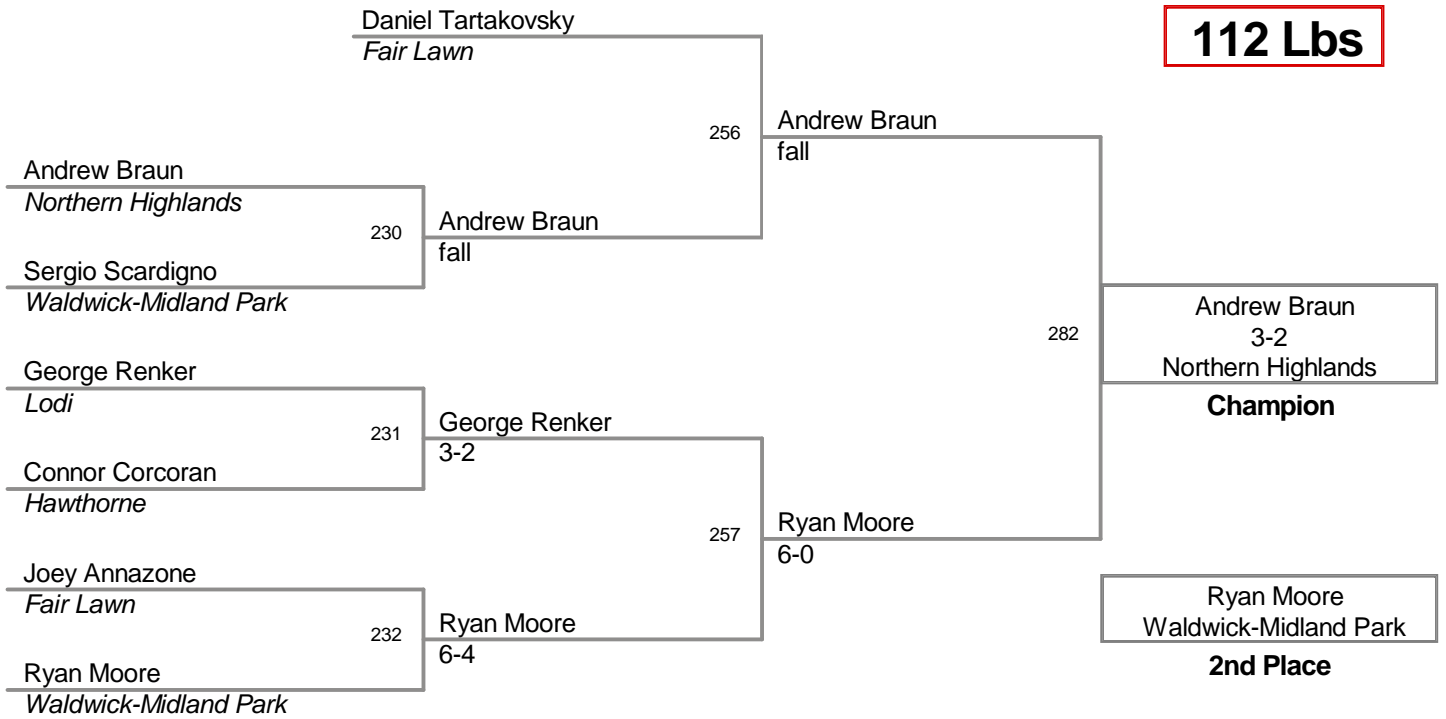 Daniel Tartakovsky
Fair Lawn
112 Lbs
256
Andrew Braun
fall
Andrew Braun
Northern Highlands
230
Andrew Braun
fall
Sergio Scardigno
Waldwick-Midland Park
282
Andrew Braun
3-2
Northern Highlands
Champion
George Renker
Lodi
231
George Renker
3-2
Connor Corcoran
Hawthorne
257
Ryan Moore
6-0
Joey Annazone
Fair Lawn
232
Ryan Moore
6-4
Ryan Moore
Waldwick-Midland Park
Ryan Moore
Waldwick-Midland Park
2nd Place